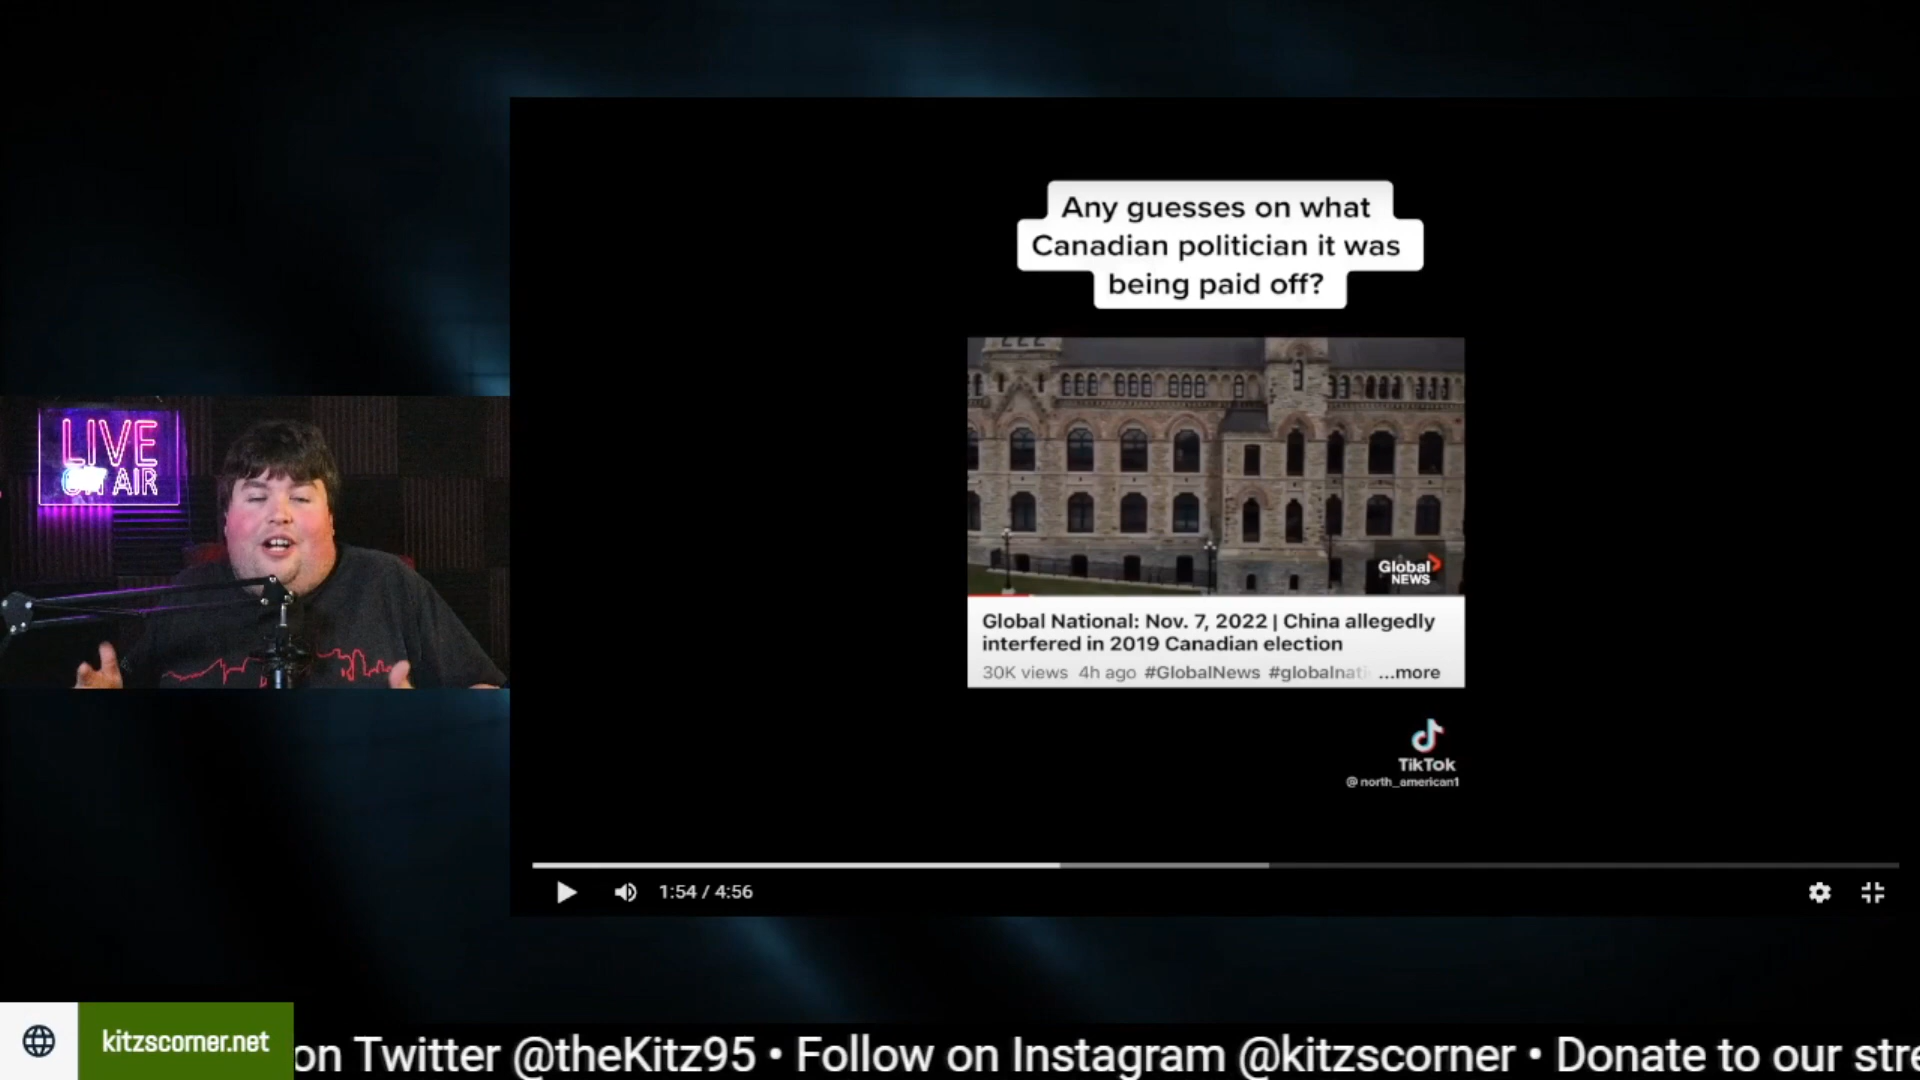 Any guesses on what
Canadian politician it was
being paid off?
LIVE
ON AIR
Global
NEWS
Global National: Nov. 7, 2022 | China allegedly
interfered in 2019 Canadian election
30K views 4h ago #GlobalNews #globalnati ...more
TikTok
@north_american1
1:54 / 4:56
kitzscorner.net
on Twitter @theKitz95 • Follow on Instagram @kitzscorner • Donate to our stre